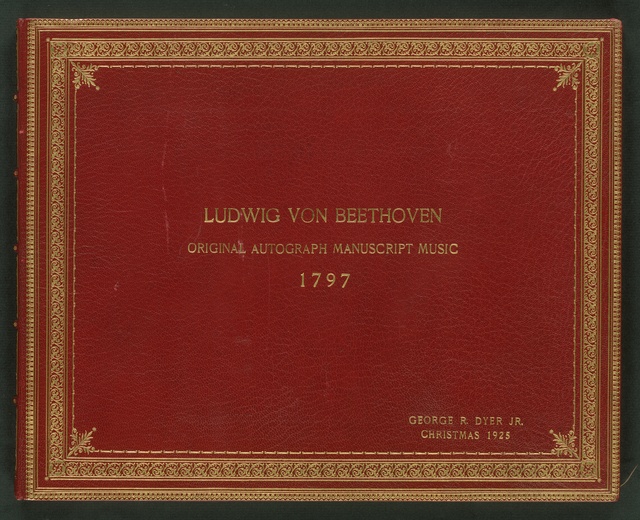 LUDWIG VON BEETHOVEN
ORIGINAL AUTOGRAPH MANUSCRIPT MUSIC
1797
GEORGE R. DYER JR.
CHRISTMAS 1925